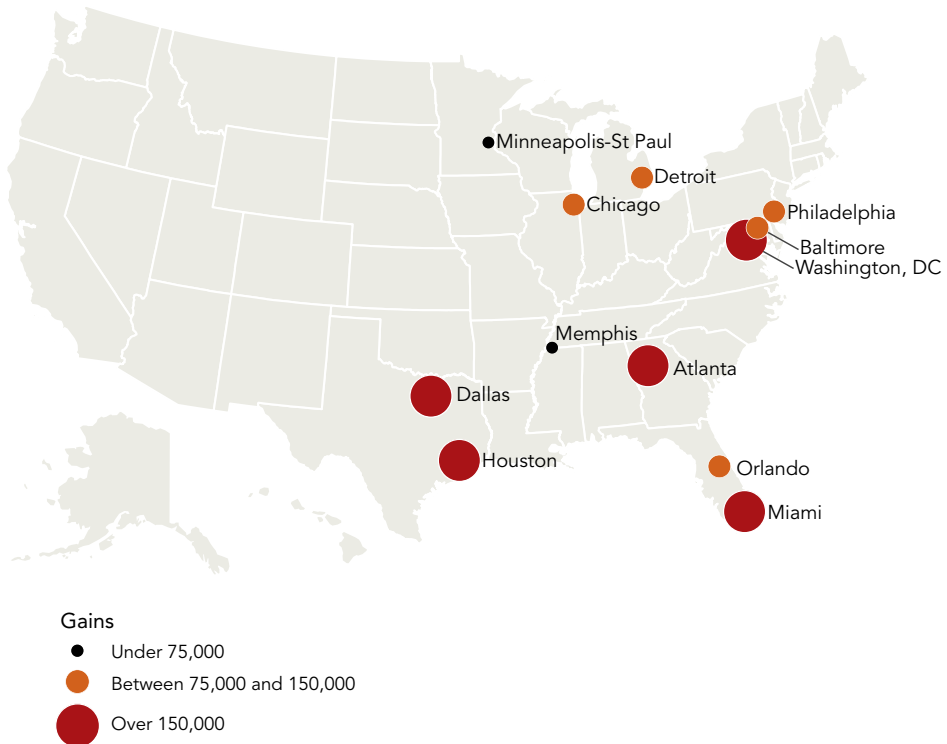 Minneapolis-St Paul
Detroit
Chicago
Philadelphia
Baltimore
Washington, DC
Memphis
Atlanta
Dallas
Houston
Orlando
Miami
Gains
Under 75,000
Between 75,000 and 150,000
Over 150,000